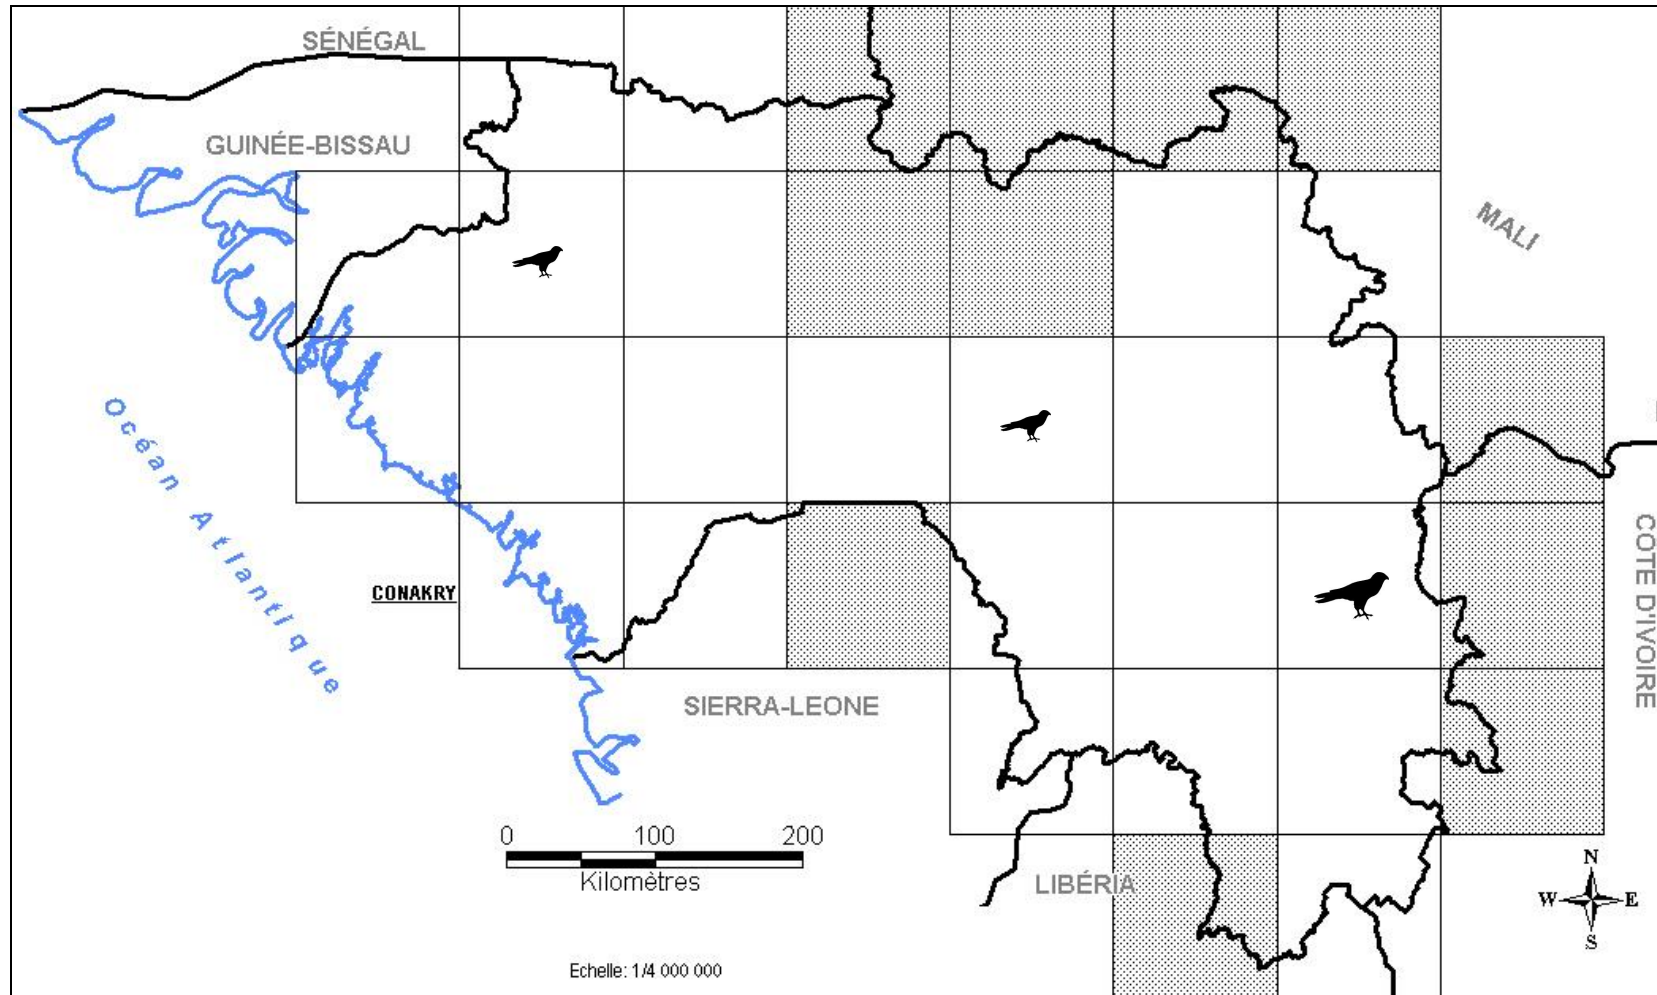 SÉNÉGAL
GUINÉE-BISSAU
MALI
Océan Atlantique
CONAKRY
CÔTE D'IVOIRE
SIERRA-LEONE
0 100 200
Kilomètres
LIBÉRIA
N
W E
S
Echelle: 1/4 000 000